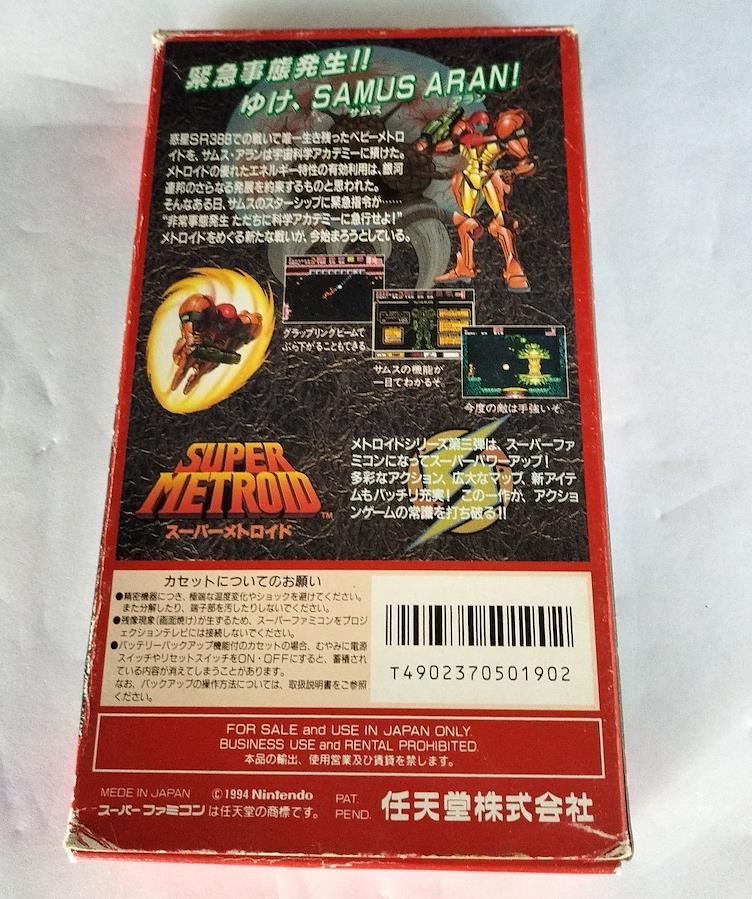 緊急事態発生!!
ゆけ、SAMUS ARAN!
サムス アラン
惑星SR388での戦いで唯一生き残ったベビーメトロ
イドを、サムス・アランは宇宙科学アカデミーに預けた。
メトロイドの優れたエネルギー特性の有効利用は、銀河
連邦のさらなる発展を約束するものと思われた。
そんなある日、サムスのスターシップに緊急指令が……
“非常事態発生 ただちに科学アカデミーに急行せよ!”
メトロイドをめぐる新たな戦いが、今始まろうとしている。
グラップリングビームで
ぶら下がることもできる。
サムスの機能が
一目でわかるぞ。
今度の敵は手強いぞ。
SUPER
METROID
TM
スーパーメトロイド
メトロイドシリーズ第三弾は、スーパーファ
ミコンになってスーパーパワーアップ!
多彩なアクション、広大なマップ、新アイテ
ムもバッチリ充実! この一作が、アクショ
ンゲームの常識を打ち破る!!
カセットについてのお願い
●精密機器につき、極端な温度変化やショックを避けてください。
また分解したり、端子部を汚したりしないでください。
●残像現象(画面焼け)が生ずるため、スーパーファミコンをプロジ
ェクションテレビには接続しないでください。
●バッテリーバックアップ機能付のカセットの場合、むやみに電源
スイッチやリセットスイッチをON・OFFにすると、蓄積され
ている内容が消えてしまうことがあります。
なお、バックアップの操作方法については、取扱説明書をご参照
ください。
T4902370501902
FOR SALE and USE IN JAPAN ONLY.
BUSINESS USE and RENTAL PROHIBITED.
本品の輸出、使用営業及び賃貸を禁じます。
MEDE IN JAPAN ©1994 Nintendo PAT.
スーパーファミコンは任天堂の商標です。 PEND.
任天堂株式会社